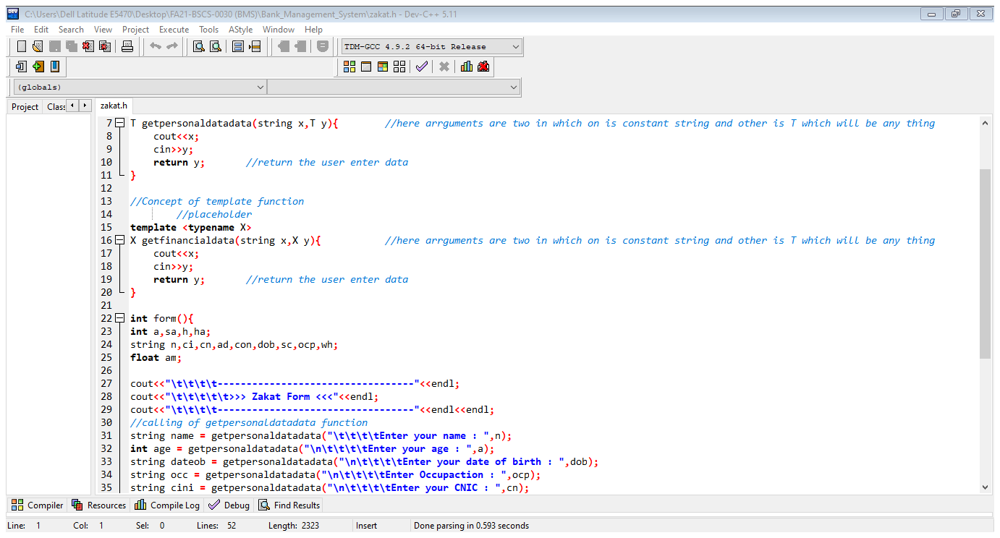 C:\Users\Dell Latitude E5470\Desktop\FA21-BSCS-0030 (BMS)\Bank_Management_System\zakat.h - Dev-C++ 5.11
File Edit Search View Project Execute Tools AStyle Window Help
TDM-GCC 4.9.2 64-bit Release
(globals)
Project Clas
zakat.h
7 T getpersonaldatadata(string x,T y){ //here arrguments are two in which on is constant string and other is T which will be any thing
8 cout<<x;
9 cin>>y;
10 return y; //return the user enter data
11 }
12
13 //Concept of template function
14 //placeholder
15 template <typename X>
16 X getfinancialdata(string x,X y){ //here arrguments are two in which on is constant string and other is T which will be any thing
17 cout<<x;
18 cin>>y;
19 return y; //return the user enter data
20 }
21
22 int form(){
23 int a,sa,h,ha;
24 string n,ci,cn,ad,con,dob,sc,ocp,wh;
25 float am;
26
27 cout<<"\t\t\t\t----------------------------------"<<endl;
28 cout<<"\t\t\t\t\t>>> Zakat Form <<<"<<endl;
29 cout<<"\t\t\t\t----------------------------------"<<endl<<endl;
30 //calling of getpersonaldatadata function
31 string name = getpersonaldatadata("\t\t\t\tEnter your name : ",n);
32 int age = getpersonaldatadata("\n\t\t\t\tEnter your age : ",a);
33 string dateob = getpersonaldatadata("\n\t\t\t\tEnter your date of birth : ",dob);
34 string occ = getpersonaldatadata("\n\t\t\t\tEnter Occupaction : ",ocp);
35 string cini = getpersonaldatadata("\n\t\t\t\tEnter your CNIC : ",cn);
Compiler Resources Compile Log Debug Find Results
Line: 1 Col: 1 Sel: 0 Lines: 52 Length: 2323 Insert Done parsing in 0.593 seconds